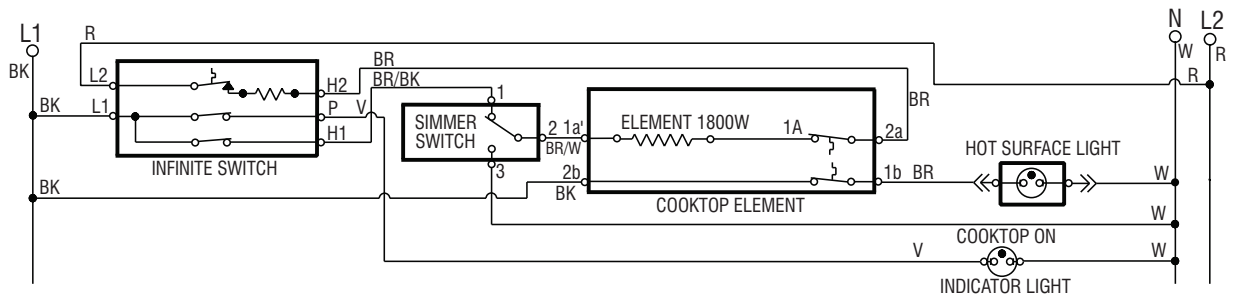 L1
N
L2
R
W
R
BK
L2
BR
H2
BR/BK
R
BK
L1
P
V
1
BR
SIMMER
SWITCH
2
1a'
ELEMENT 1800W
1A
2a
H1
BR/W
INFINITE SWITCH
3
HOT SURFACE LIGHT
BK
2b
BK
1b
BR
W
COOKTOP ELEMENT
W
COOKTOP ON
V
W
INDICATOR LIGHT